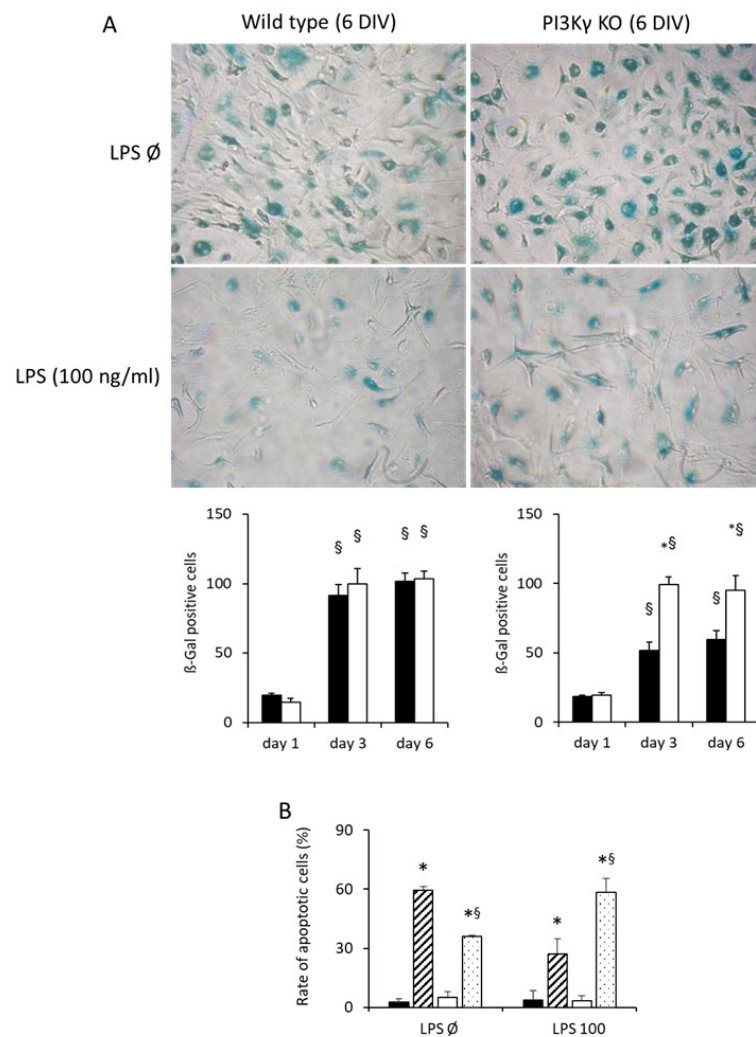 A
Wild type (6 DIV)
PI3Kγ KO (6 DIV)
LPS Ø
LPS (100 ng/ml)
150
100
50
0
ß-Gal positive cells
§
§
§
§
day 1
day 3
day 6
150
100
50
0
ß-Gal positive cells
§
*§
§
*§
day 1
day 3
day 6
B
90
60
30
0
Rate of apoptotic cells (%)
*
*§
*
*§
LPS Ø
LPS 100